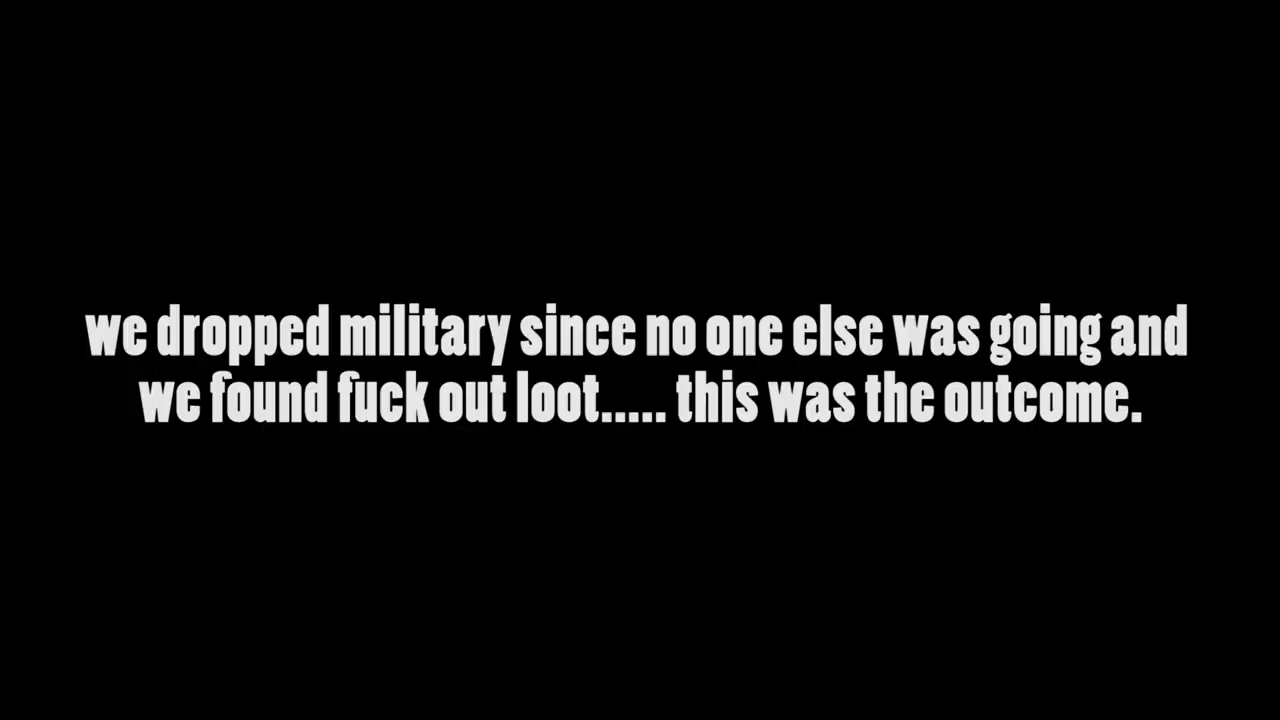 we dropped military since no one else was going and
we found fuck out loot..... this was the outcome.